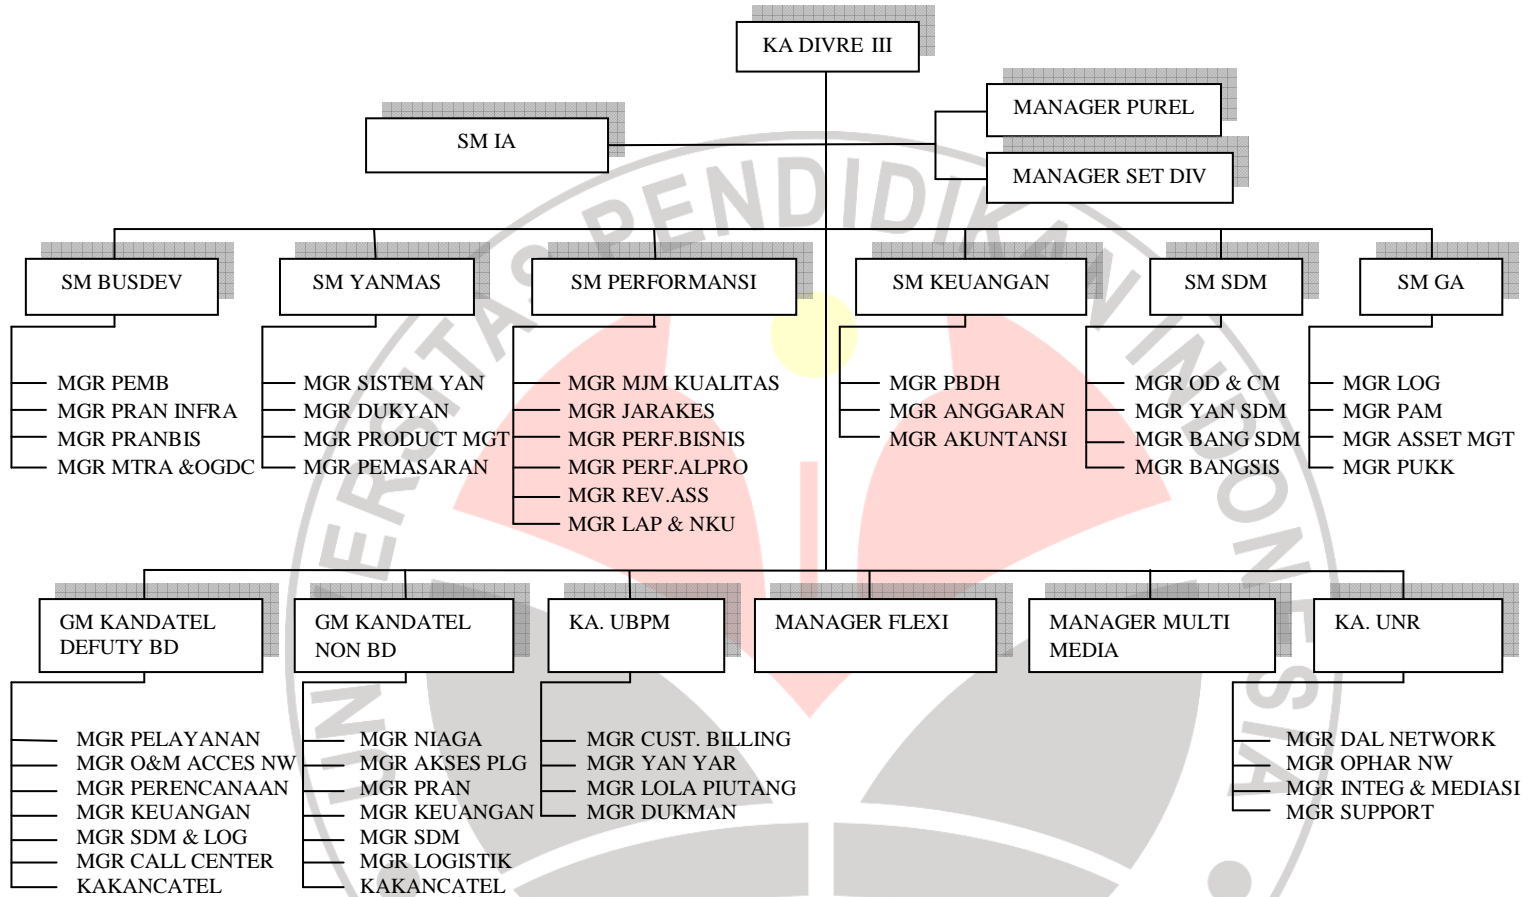 KA DIVRE III
MANAGER PUREL
SM IA
MANAGER SET DIV
SM BUSDEV
SM YANMAS
SM PERFORMANSI
SM KEUANGAN
SM SDM
SM GA
MGR PEMB
MGR PRAN INFRA
MGR PRANBIS
MGR MTRA &OGDC
MGR SISTEM YAN
MGR DUKYAN
MGR PRODUCT MGT
MGR PEMASARAN
MGR MJM KUALITAS
MGR JARAKES
MGR PERF.BISNIS
MGR PERF.ALPRO
MGR REV.ASS
MGR LAP & NKU
MGR PBDH
MGR ANGGARAN
MGR AKUNTANSI
MGR OD & CM
MGR YAN SDM
MGR BANG SDM
MGR BANGSIS
MGR LOG
MGR PAM
MGR ASSET MGT
MGR PUKK
GM KANDATEL
DEFUTY BD
GM KANDATEL
NON BD
KA. UBPM
MANAGER FLEXI
MANAGER MULTI
MEDIA
KA. UNR
MGR PELAYANAN
MGR O&M ACCES NW
MGR PERENCANAAN
MGR KEUANGAN
MGR SDM & LOG
MGR CALL CENTER
KAKANCATEL
MGR NIAGA
MGR AKSES PLG
MGR PRAN
MGR KEUANGAN
MGR SDM
MGR LOGISTIK
KAKANCATEL
MGR CUST. BILLING
MGR YAN YAR
MGR LOLA PIUTANG
MGR DUKMAN
MGR DAL NETWORK
MGR OPHAR NW
MGR INTEG & MEDIASI
MGR SUPPORT
UNIVERSITAS PENDIDIKAN INDONESIA